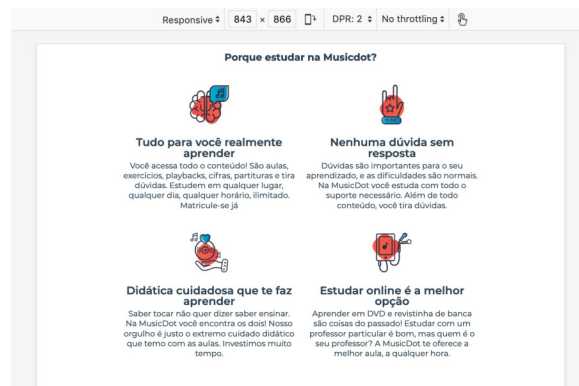 Responsive 843 × 866 DPR: 2 No throttling
Porque estudar na Musicdot?
Tudo para você realmente
aprender
Você acessa todo o conteúdo! São aulas,
exercícios, playbacks, cifras, partituras e tira
dúvidas. Estudem em qualquer lugar,
qualquer dia, qualquer horário, ilimitado.
Matricule-se já
Nenhuma dúvida sem
resposta
Dúvidas são importantes para o seu
aprendizado, e as dificuldades são normais.
Na MusicDot você estuda com todo o
suporte necessário. Além de todo
conteúdo, você tira dúvidas.
Didática cuidadosa que te faz
aprender
Saber tocar não quer dizer saber ensinar.
Na MusicDot você encontra os dois! Nosso
orgulho é justo o extremo cuidado didático
que temo com as aulas. Investimos muito
tempo.
Estudar online é a melhor
opção
Aprender em DVD e revistinha de banca
são coisas do passado! Estudar com um
professor particular é bom, mas quem é o
seu professor? A MusicDot te oferece a
melhor aula, a qualquer hora.